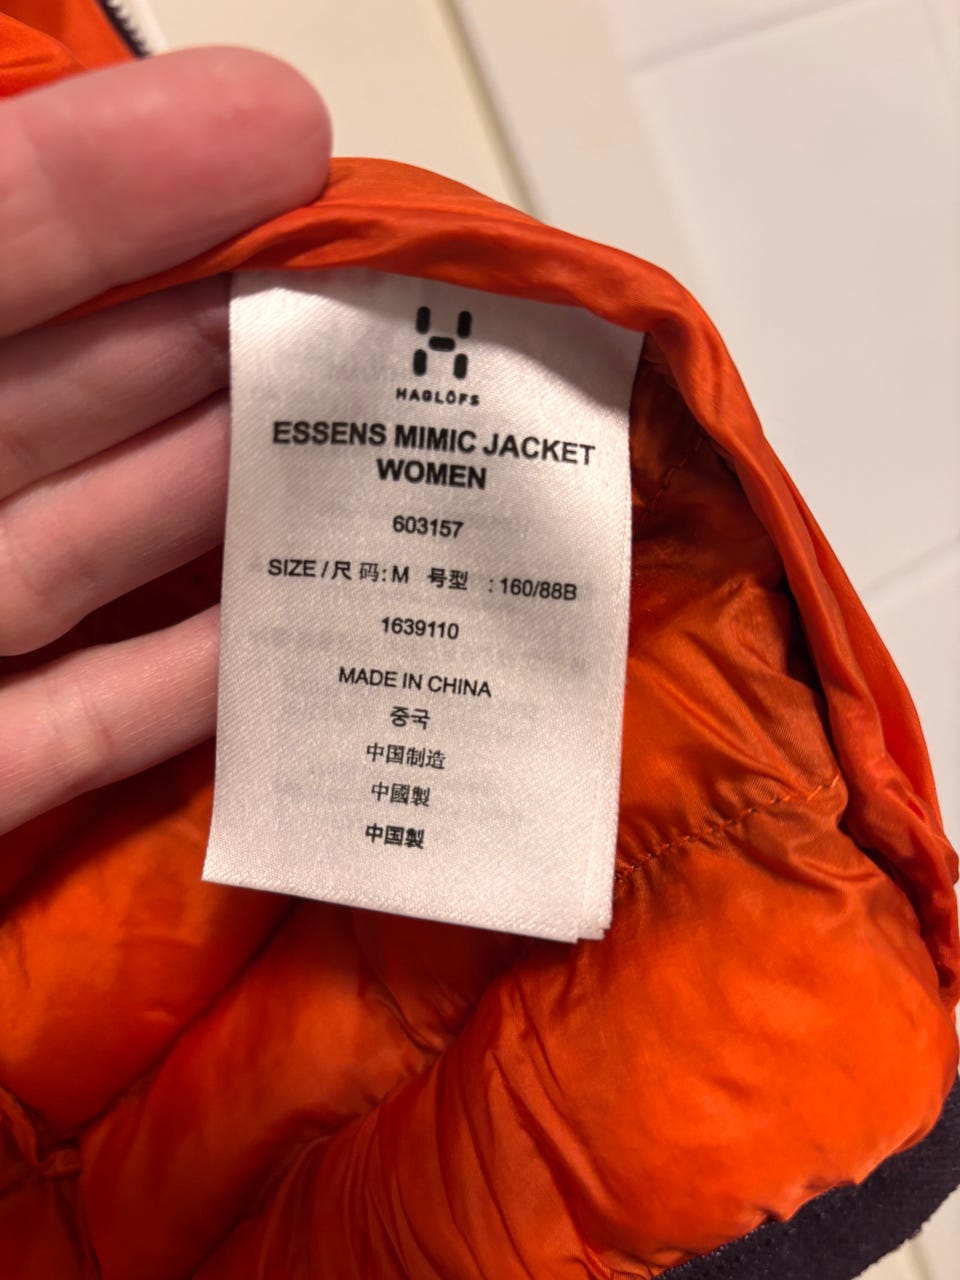 HAGLÖFS
ESSENS MIMIC JACKET
WOMEN
603157
SIZE / 尺 码: M 号型 : 160/88B
1639110
MADE IN CHINA
중국
中国制造
中國製
中国製